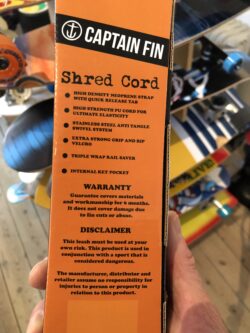 CAPTAIN FIN
Shred Cord
HIGH DENSITY NEOPRENE STRAP
WITH QUICK RELEASE TAB
HIGH STRENGTH PU CORD FOR
ULTIMATE ELASTICITY
STAINLESS STEEL ANTI TANGLE
SWIVEL SYSTEM
ULTRA STRONG GRIP AND RIP
VELCRO
TRIPLE WRAP RAIL SAVER
INTERNAL KEY POCKET
WARRANTY
Guarantee covers materials
and workmanship for 6 months.
It does not cover damage due
to fin cuts or abuse.
DISCLAIMER
This leash must be used at your
own risk. This product is used in
conjunction with a sport that is
considered dangerous.
The manufacturer, distributor and
retailer assume no responsibility for
injuries to person or property in
relation to this product.